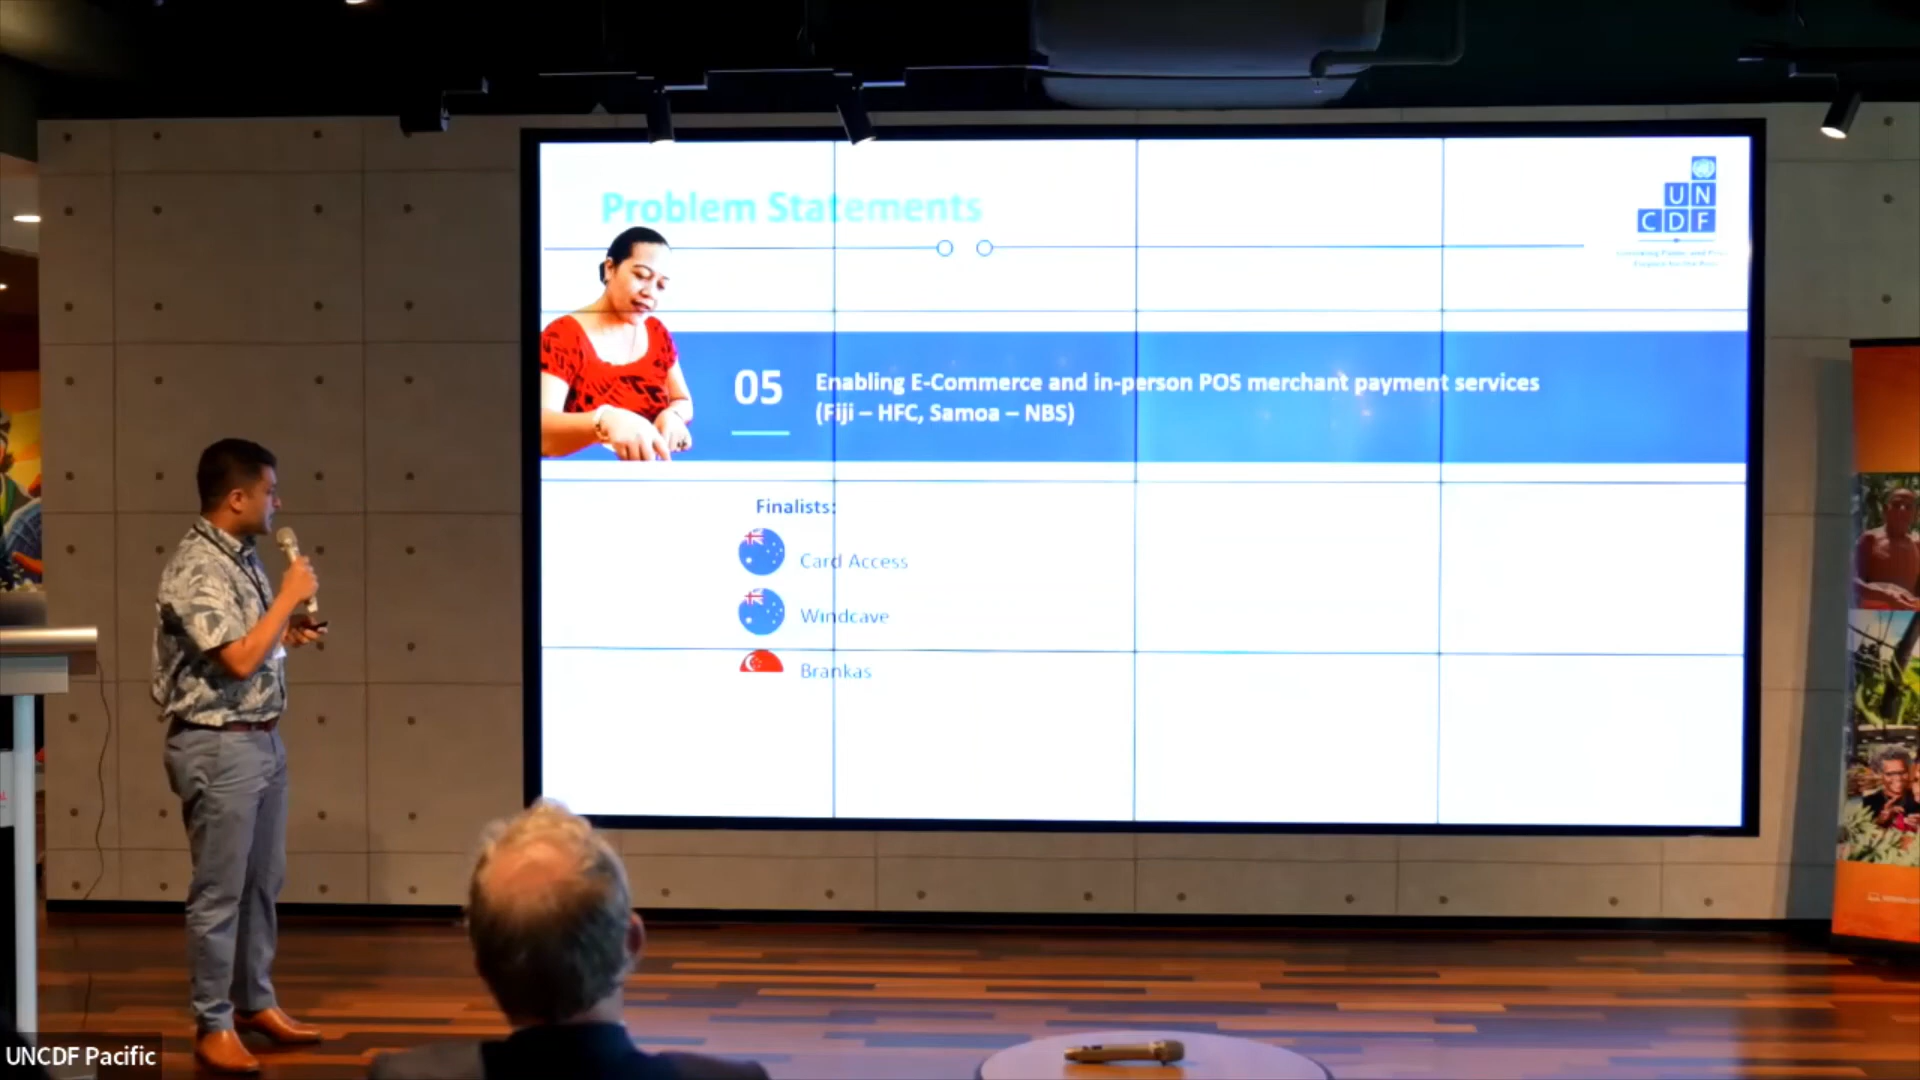 Problem Statements
UN
CDF
05
Enabling E-Commerce and in-person POS merchant payment services
(Fiji – HFC, Samoa – NBS)
Finalists:
Card Access
Windcave
Brankas
UNCDF Pacific